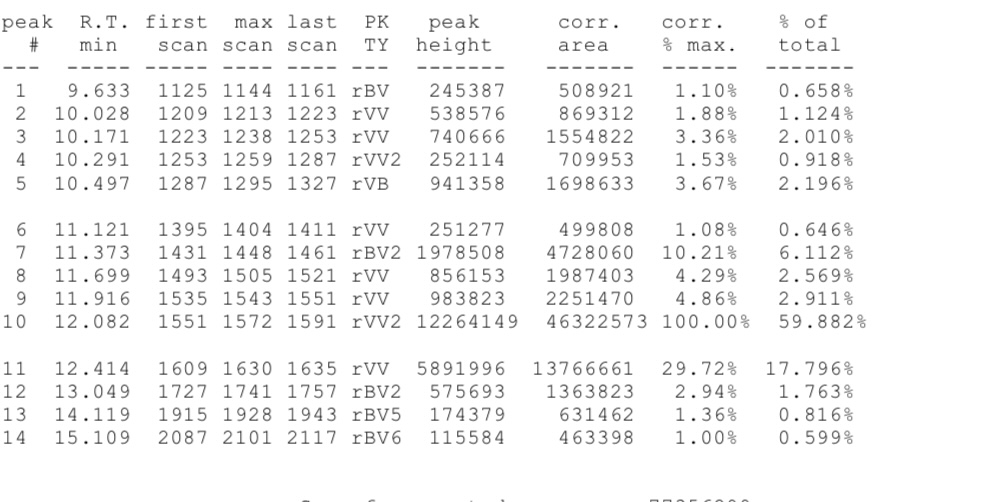 peak R.T. first max last PK peak corr. corr. % of
# min scan scan scan TY height area % max. total
--- ----- ----- ---- ---- --- ------- ------- ------ -------
1 9.633 1125 1144 1161 rBV 245387 508921 1.10% 0.658%
2 10.028 1209 1213 1223 rVV 538576 869312 1.88% 1.124%
3 10.171 1223 1238 1253 rVV 740666 1554822 3.36% 2.010%
4 10.291 1253 1259 1287 rVV2 252114 709953 1.53% 0.918%
5 10.497 1287 1295 1327 rVB 941358 1698633 3.67% 2.196%
6 11.121 1395 1404 1411 rVV 251277 499808 1.08% 0.646%
7 11.373 1431 1448 1461 rBV2 1978508 4728060 10.21% 6.112%
8 11.699 1493 1505 1521 rVV 856153 1987403 4.29% 2.569%
9 11.916 1535 1543 1551 rVV 983823 2251470 4.86% 2.911%
10 12.082 1551 1572 1591 rVV2 12264149 46322573 100.00% 59.882%
11 12.414 1609 1630 1635 rVV 5891996 13766661 29.72% 17.796%
12 13.049 1727 1741 1757 rBV2 575693 1363823 2.94% 1.763%
13 14.119 1915 1928 1943 rBV5 174379 631462 1.36% 0.816%
14 15.109 2087 2101 2117 rBV6 115584 463398 1.00% 0.599%